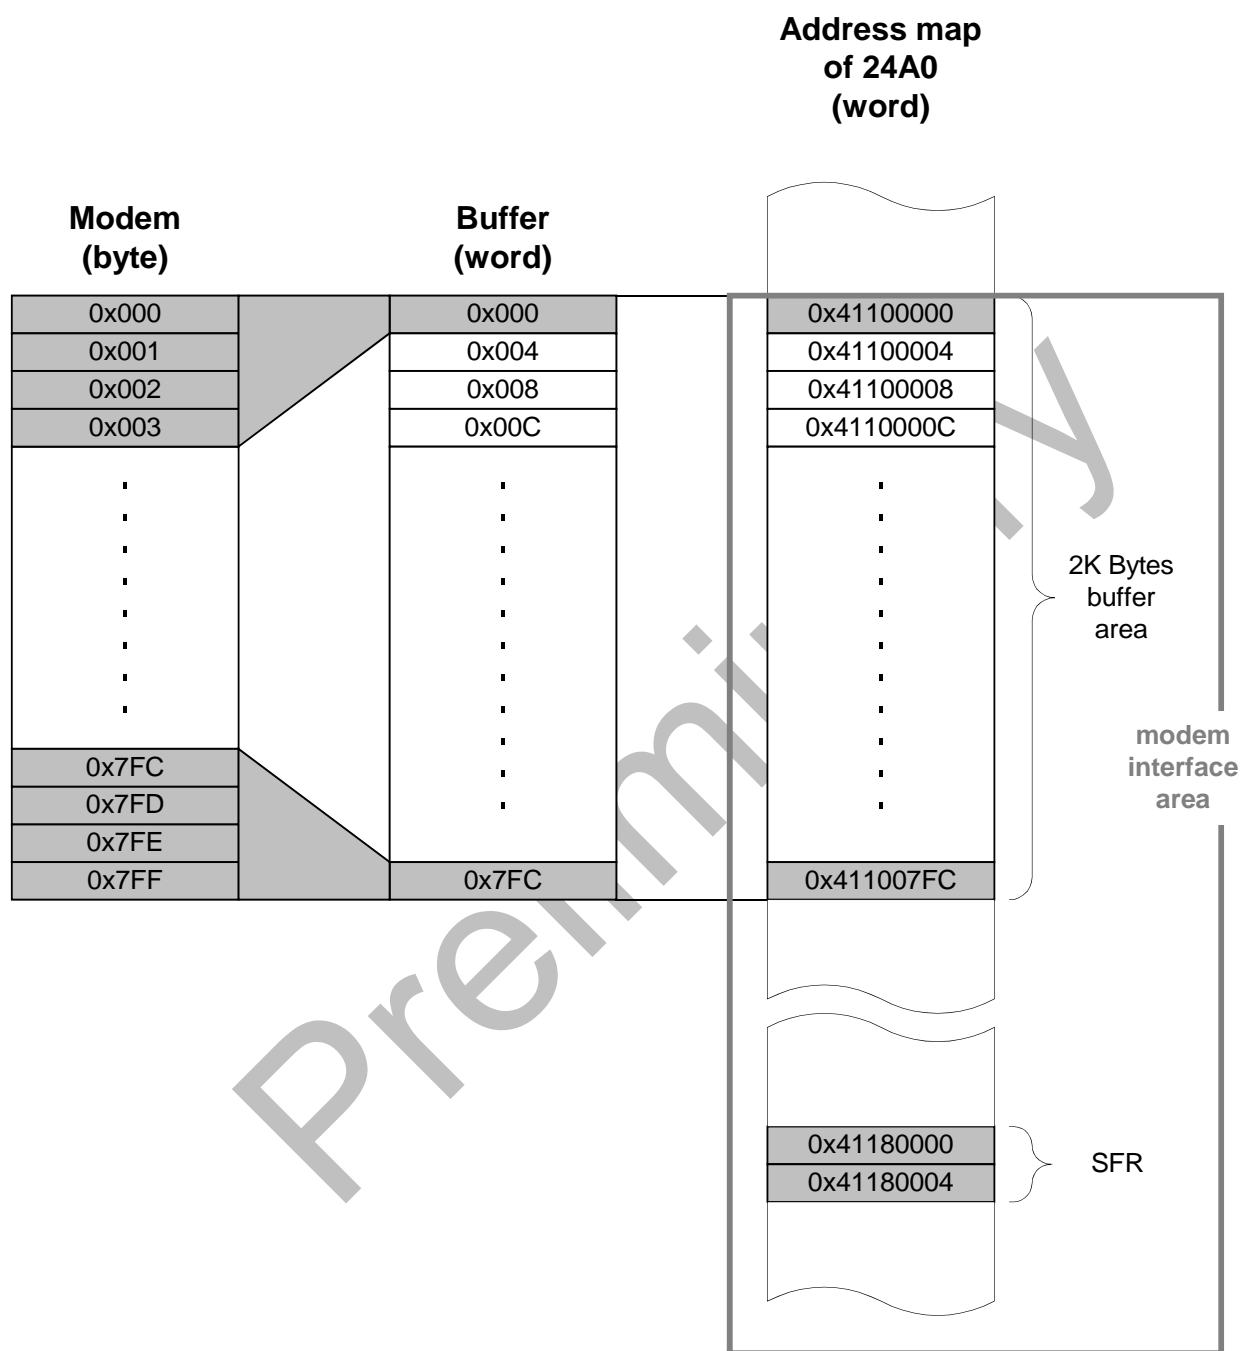 Address map
of 24A0
(word)
Modem
(byte)
Buffer
(word)
0x000
0x001
0x002
0x003
0x7FC
0x7FD
0x7FE
0x7FF
0x000
0x004
0x008
0x00C
0x7FC
0x41100000
0x41100004
0x41100008
0x4110000C
0x411007FC
2K Bytes
buffer
area
modem
interface
area
0x41180000
0x41180004
SFR
Preliminary